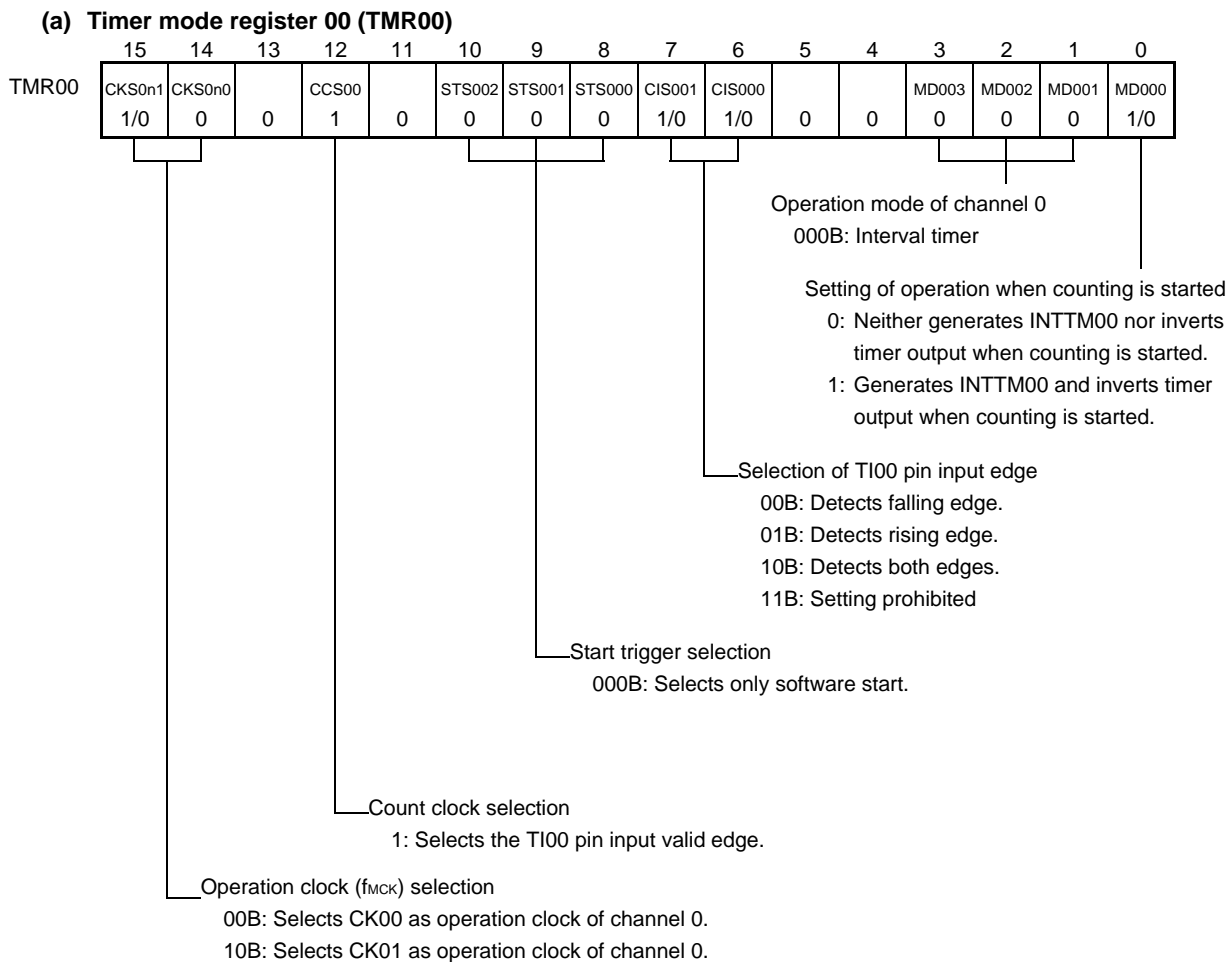 (a) Timer mode register 00 (TMR00)
15 14 13 12 11 10 9 8 7 6 5 4 3 2 1 0
TMR00 CKS0n1 CKS0n0 CCS00 STS002 STS001 STS000 CIS001 CIS000 MD003 MD002 MD001 MD000
1/0 0 0 1 0 0 0 0 1/0 1/0 0 0 0 0 0 1/0
Operation mode of channel 0
000B: Interval timer
Setting of operation when counting is started
0: Neither generates INTTM00 nor inverts
timer output when counting is started.
1: Generates INTTM00 and inverts timer
output when counting is started.
Selection of TI00 pin input edge
00B: Detects falling edge.
01B: Detects rising edge.
10B: Detects both edges.
11B: Setting prohibited
Start trigger selection
000B: Selects only software start.
Count clock selection
1: Selects the TI00 pin input valid edge.
Operation clock (fMCK) selection
00B: Selects CK00 as operation clock of channel 0.
10B: Selects CK01 as operation clock of channel 0.